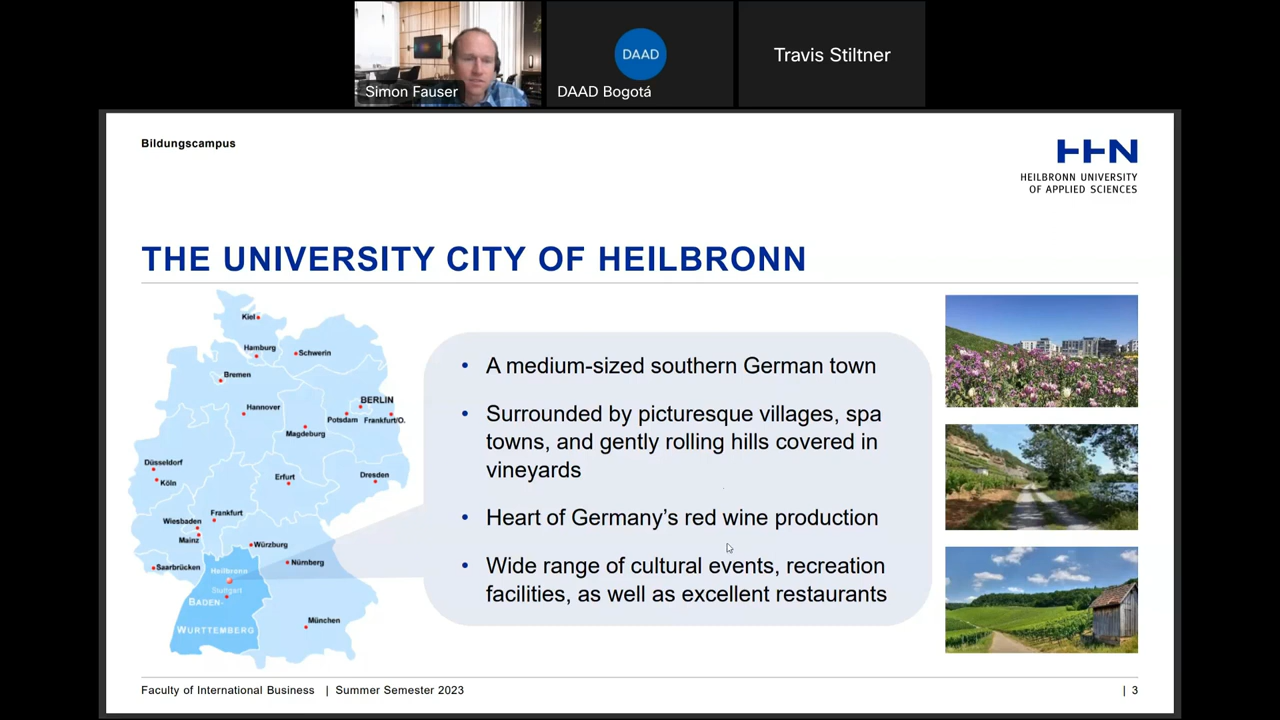 Simon Fauser
DAAD
DAAD Bogotá
Travis Stiltner
Bildungscampus
HHN
HEILBRONN UNIVERSITY
OF APPLIED SCIENCES
THE UNIVERSITY CITY OF HEILBRONN
Kiel
Hamburg
Schwerin
Bremen
BERLIN
Hannover
Potsdam
Frankfurt/O.
Magdeburg
Düsseldorf
Köln
Erfurt
Dresden
Wiesbaden
Frankfurt
Mainz
Würzburg
Saarbrücken
Heilbronn
Nürnberg
Stuttgart
BADEN-
WURTTEMBERG
München
• A medium-sized southern German town
• Surrounded by picturesque villages, spa
towns, and gently rolling hills covered in
vineyards
• Heart of Germany’s red wine production
• Wide range of cultural events, recreation
facilities, as well as excellent restaurants
Faculty of International Business | Summer Semester 2023
| 3